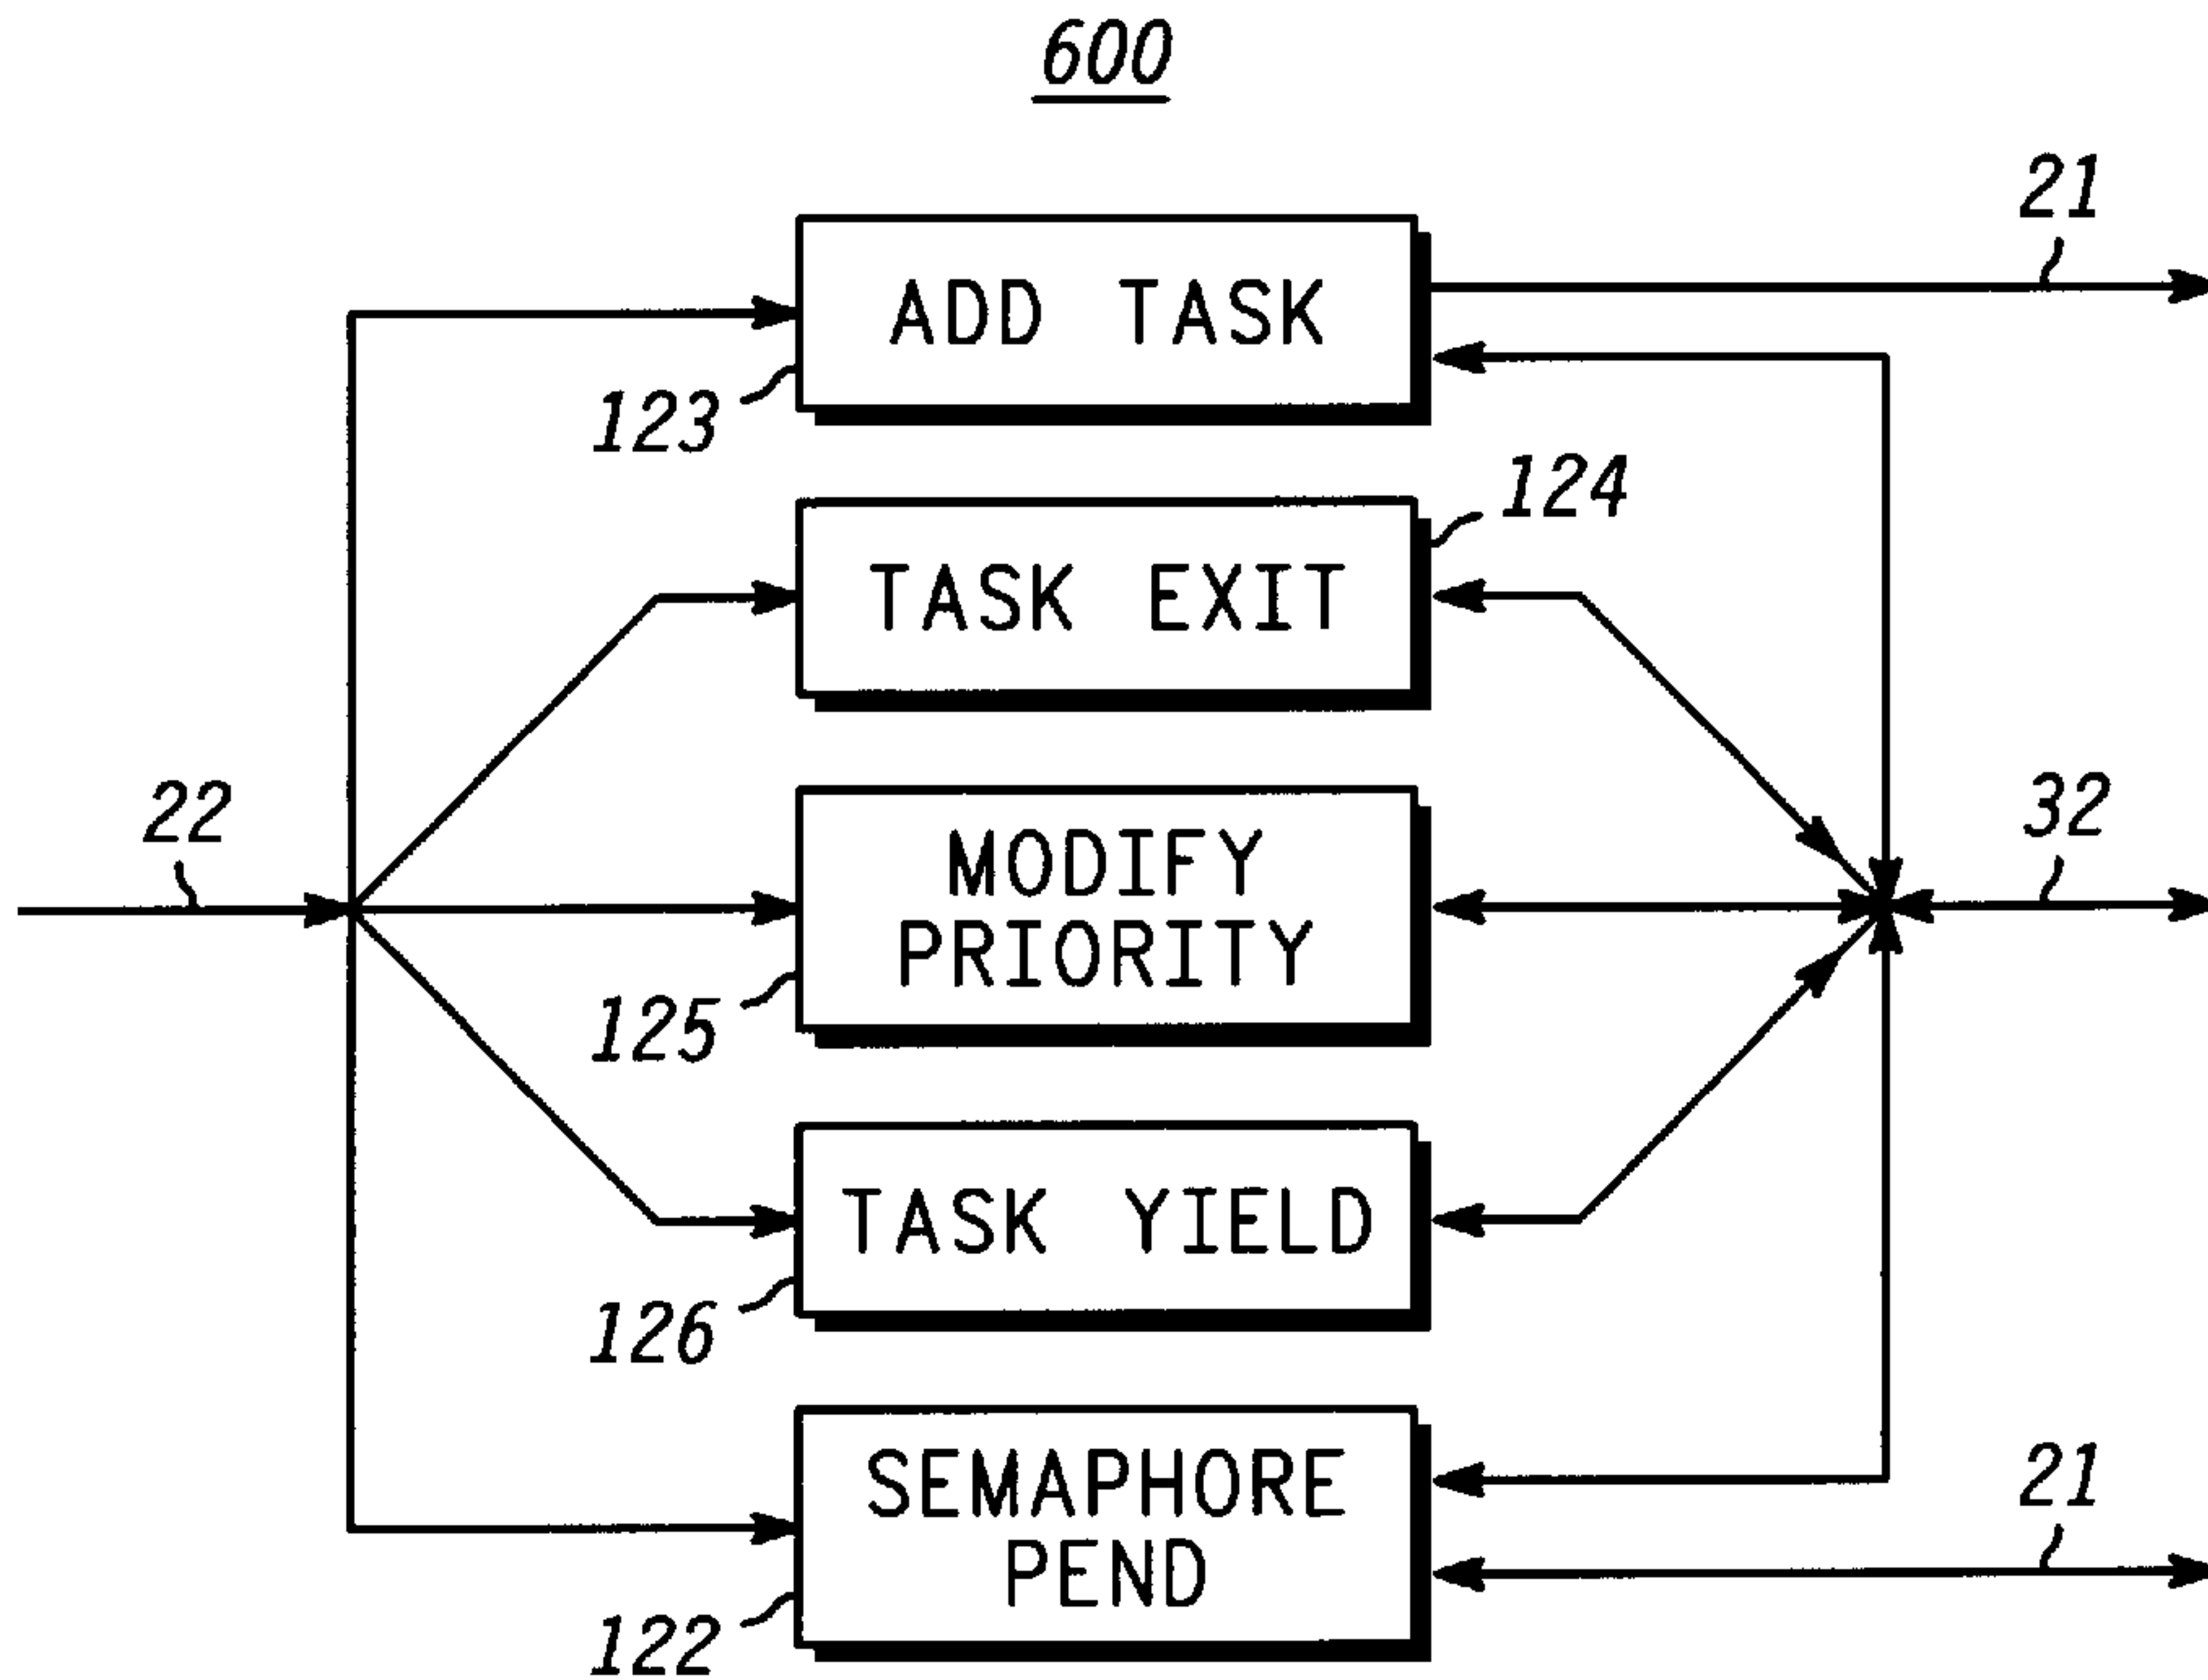 600
21
ADD TASK
123
124
TASK EXIT
22
MODIFY
PRIORITY
32
125
TASK YIELD
126
SEMAPHORE
PEND
21
122